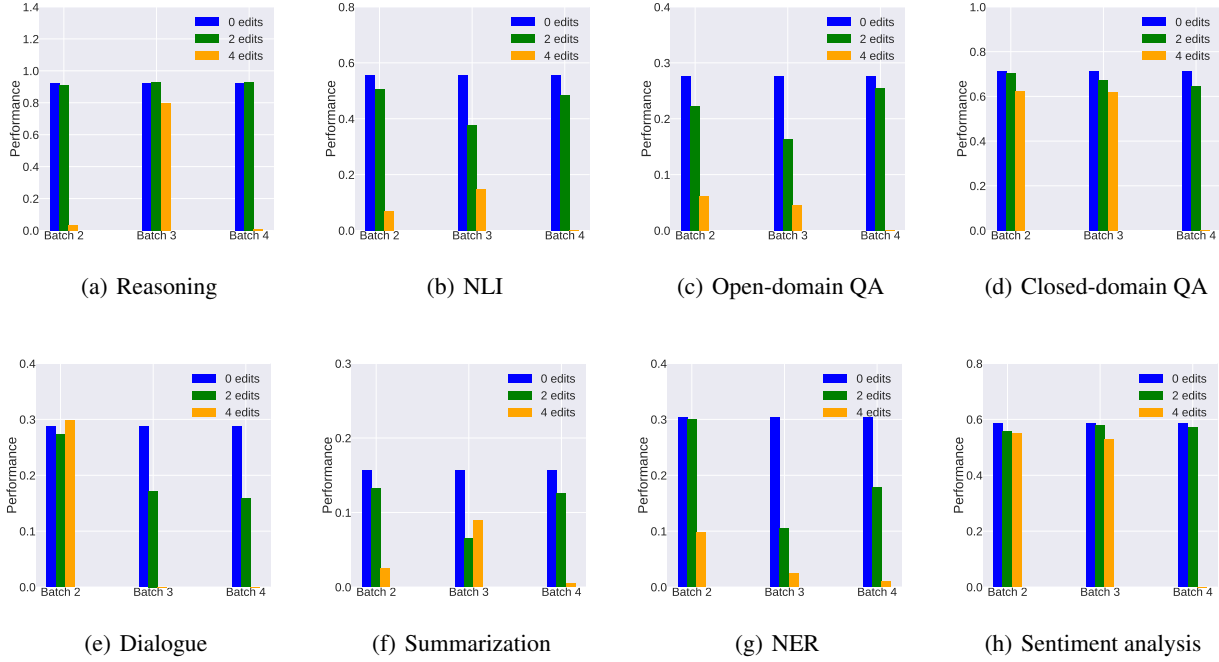 1.4
1.2
1.0
0.8
0.6
0.4
0.2
0.0
Performance
0 edits
2 edits
4 edits
Batch 2
Batch 3
Batch 4
(a) Reasoning
0.8
0.6
0.4
0.2
0.0
Performance
0 edits
2 edits
4 edits
Batch 2
Batch 3
Batch 4
(b) NLI
0.4
0.3
0.2
0.1
0.0
Performance
0 edits
2 edits
4 edits
Batch 2
Batch 3
Batch 4
(c) Open-domain QA
1.0
0.8
0.6
0.4
0.2
0.0
Performance
0 edits
2 edits
4 edits
Batch 2
Batch 3
Batch 4
(d) Closed-domain QA
0.4
0.3
0.2
0.1
0.0
Performance
0 edits
2 edits
4 edits
Batch 2
Batch 3
Batch 4
(e) Dialogue
0.3
0.2
0.1
0.0
Performance
0 edits
2 edits
4 edits
Batch 2
Batch 3
Batch 4
(f) Summarization
0.4
0.3
0.2
0.1
0.0
Performance
0 edits
2 edits
4 edits
Batch 2
Batch 3
Batch 4
(g) NER
0.8
0.6
0.4
0.2
0.0
Performance
0 edits
2 edits
4 edits
Batch 2
Batch 3
Batch 4
(h) Sentiment analysis